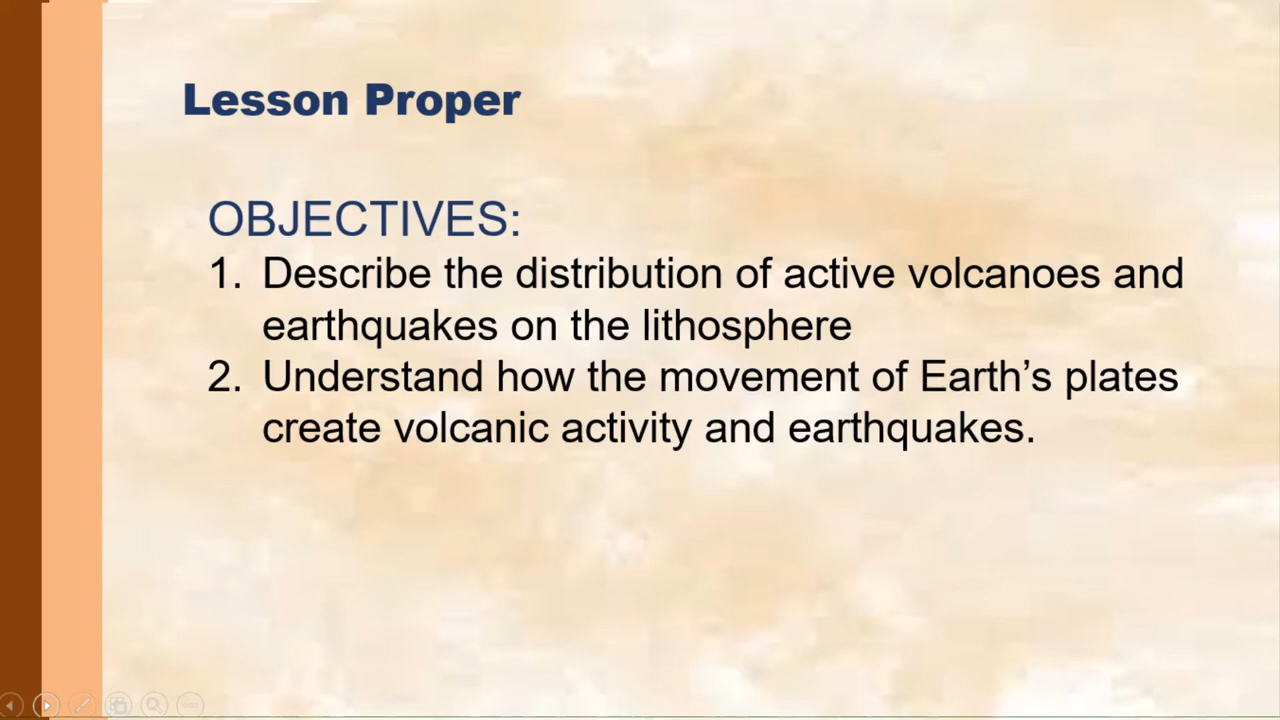 Lesson Proper
OBJECTIVES:
1. Describe the distribution of active volcanoes and
earthquakes on the lithosphere
2. Understand how the movement of Earth’s plates
create volcanic activity and earthquakes.